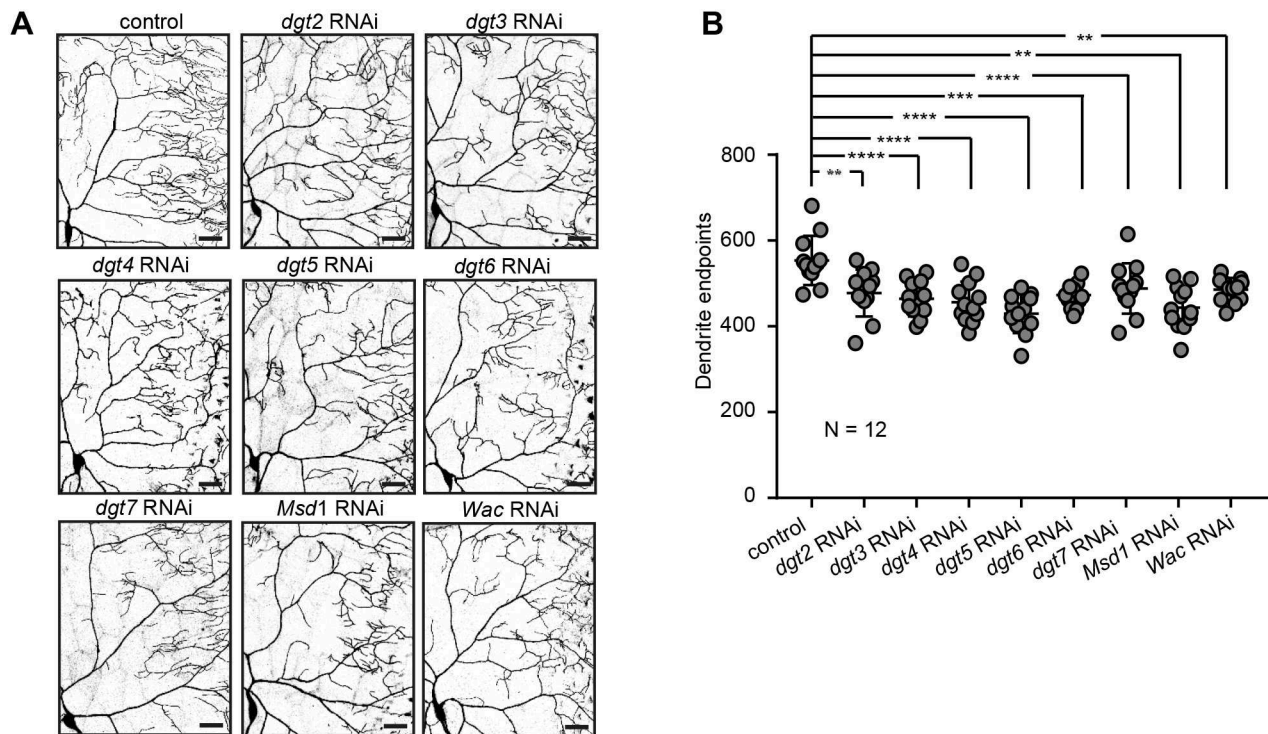 A
control
dgt2 RNAi
dgt3 RNAi
dgt4 RNAi
dgt5 RNAi
dgt6 RNAi
dgt7 RNAi
Msd1 RNAi
Wac RNAi
B
**
**
****
***
****
****
****
**
Dendrite endpoints
800
600
400
200
0
N = 12
control
dgt2 RNAi
dgt3 RNAi
dgt4 RNAi
dgt5 RNAi
dgt6 RNAi
dgt7 RNAi
Msd1 RNAi
Wac RNAi